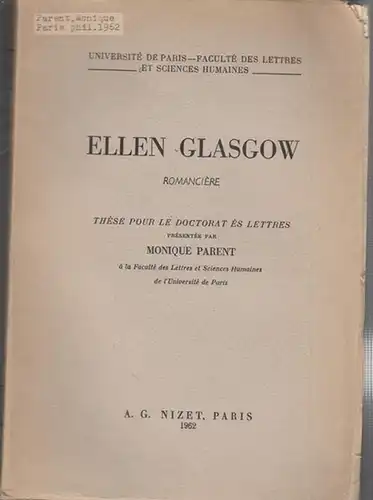 Parent,Monique
Paris phil.1962
UNIVERSITÉ DE PARIS—FACULTÉ DES LETTRES
ET SCIENCES HUMAINES
ELLEN GLASGOW
ROMANCIÈRE
THÈSE POUR LE DOCTORAT ÈS LETTRES
PRÉSENTÉE PAR
MONIQUE PARENT
à la Faculté des Lettres et Sciences Humaines
de l'Université de Paris
A. G. NIZET, PARIS
1962